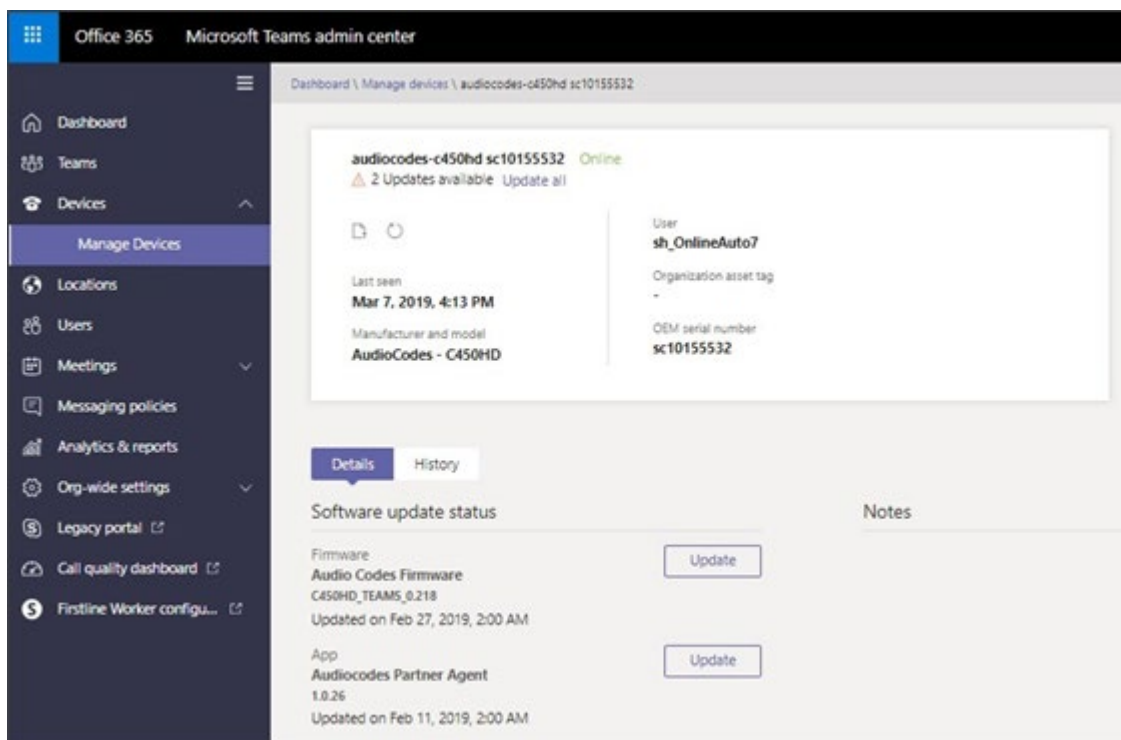 Office 365 Microsoft Teams admin center
Dashboard \ Manage devices \ audiocodes-c450hd sc10155532
Dashboard
Teams
Devices
Manage Devices
Locations
Users
Meetings
Messaging policies
Analytics & reports
Org-wide settings
Legacy portal
Call quality dashboard
Firstline Worker configu...
audiocodes-c450hd sc10155532 Online
2 Updates available Update all
Last seen
Mar 7, 2019, 4:13 PM
Manufacturer and model
AudioCodes - C450HD
User
sh_OnlineAuto7
Organization asset tag
-
OEM serial number
sc10155532
Details History
Software update status
Firmware
Audio Codes Firmware
C450HD_TEAMS_0.218
Updated on Feb 27, 2019, 2:00 AM
Update
App
Audiocodes Partner Agent
1.0.26
Updated on Feb 11, 2019, 2:00 AM
Update
Notes